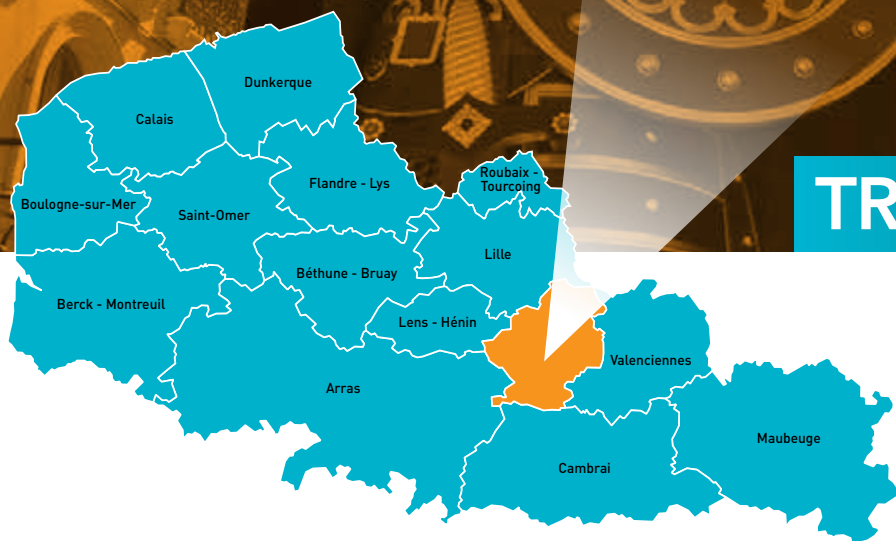 Dunkerque
Calais
Roubaix -
Tourcoing
Flandre - Lys
Boulogne-sur-Mer
Saint-Omer
TR
Lille
Béthune - Bruay
Berck - Montreuil
Lens - Hénin
Valenciennes
Arras
Maubeuge
Cambrai